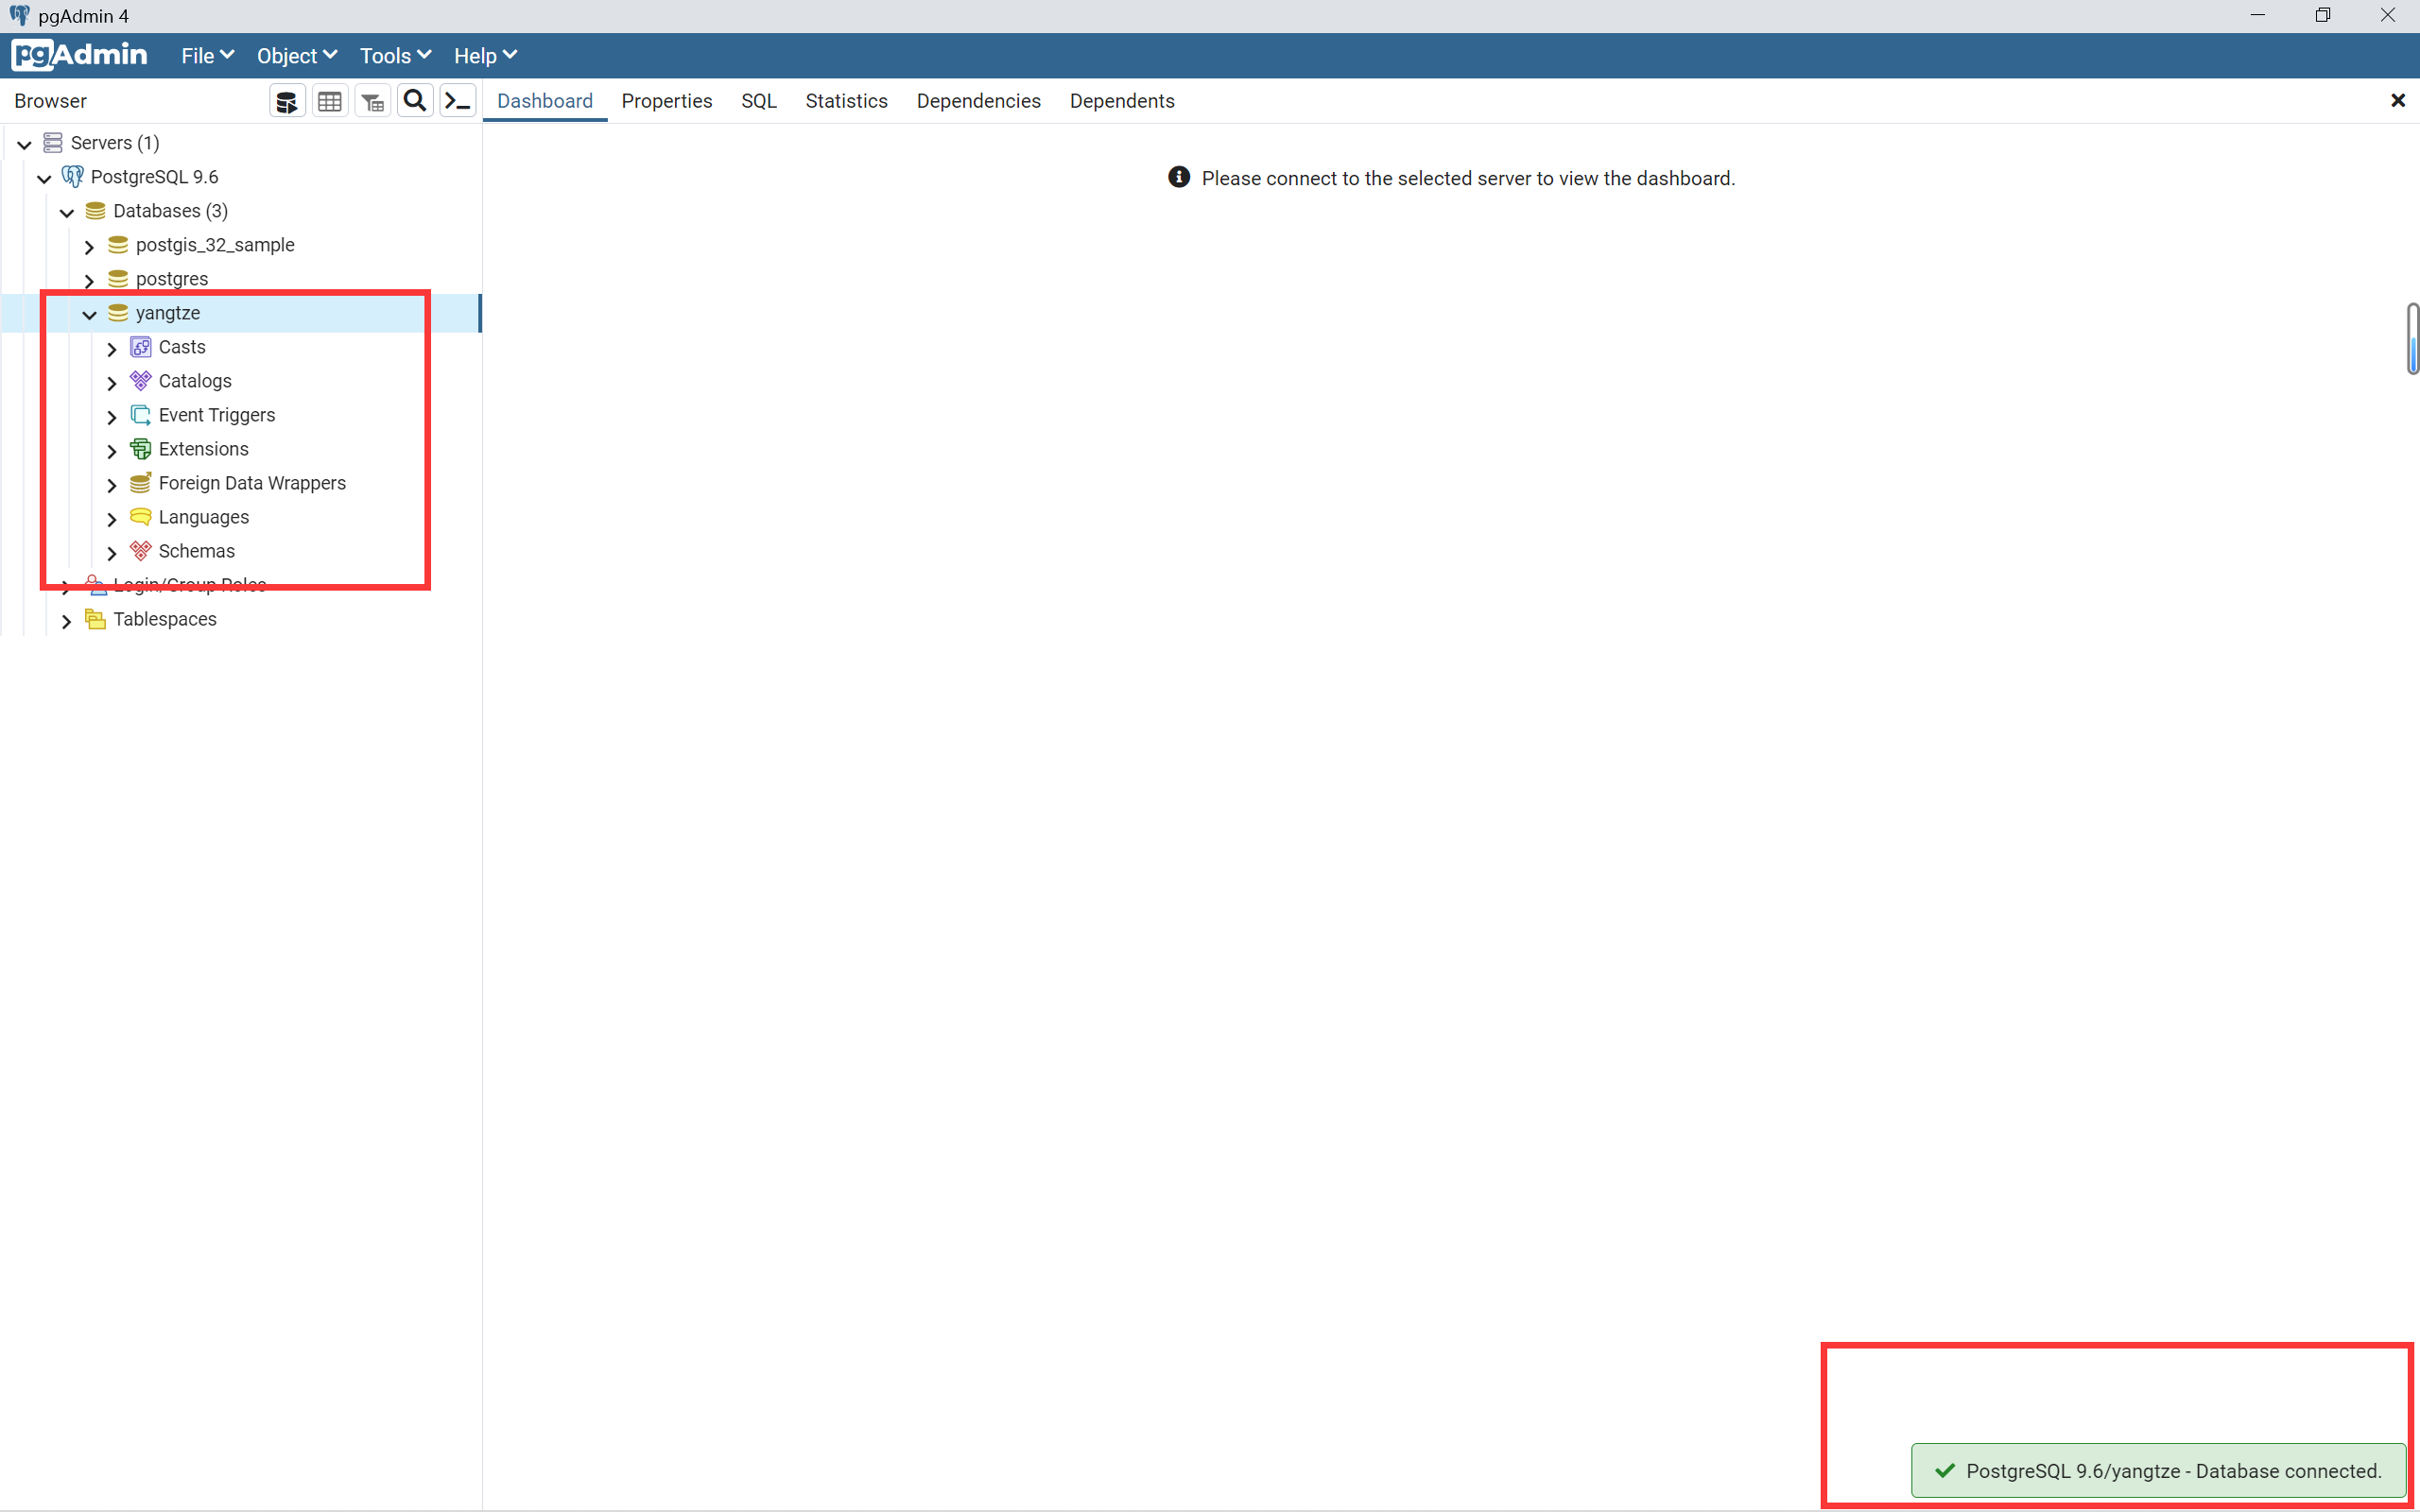 pgAdmin 4
pgAdmin File Object Tools Help
Browser Dashboard Properties SQL Statistics Dependencies Dependents
Servers (1)
Please connect to the selected server to view the dashboard.
PostgreSQL 9.6
Databases (3)
postgis_32_sample
postgres
yangtze
Casts
Catalogs
Event Triggers
Extensions
Foreign Data Wrappers
Languages
Schemas
Login/Group Roles
Tablespaces
PostgreSQL 9.6/yangtze - Database connected.